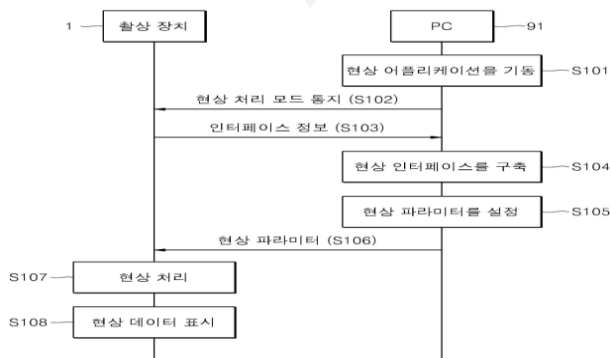 1 촬상 장치 PC 91
현상 어플리케이션을 기동 S101
현상 처리 모드 통지 (S102)
인터페이스 정보 (S103)
현상 인터페이스를 구축 S104
현상 파라미터를 설정 S105
현상 파라미터 (S106)
S107 현상 처리
S108 현상 데이터 표시